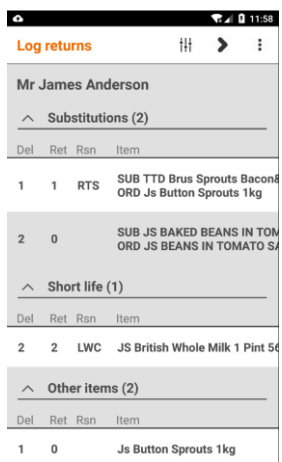 11:58
Log returns
Mr James Anderson
Substitutions (2)
Del Ret Rsn Item
1 1 RTS SUB TTD Brus Sprouts Bacon&
ORD Js Button Sprouts 1kg
2 0 SUB JS BAKED BEANS IN TOM
ORD JS BEANS IN TOMATO SA
Short life (1)
Del Ret Rsn Item
2 2 LWC JS British Whole Milk 1 Pint 56
Other items (2)
Del Ret Rsn Item
1 0 Js Button Sprouts 1kg